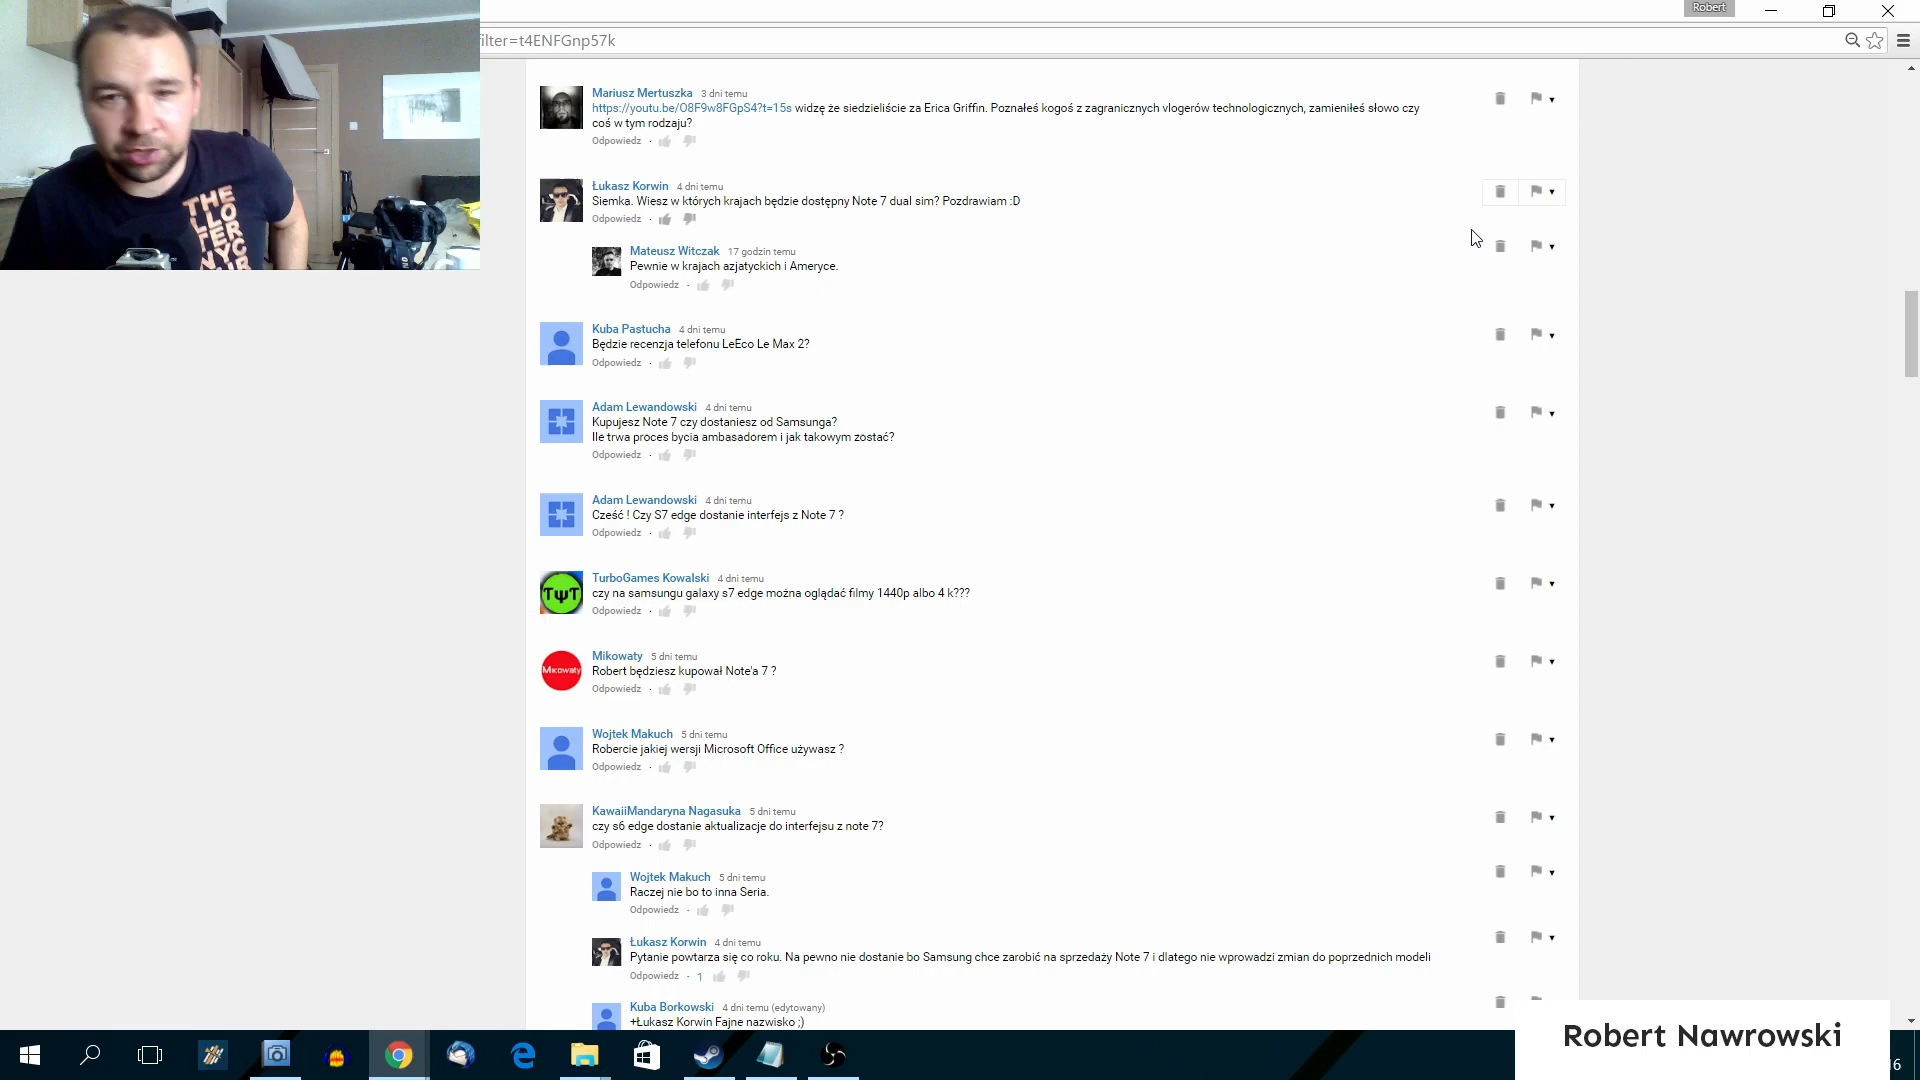 Robert
filter=t4ENFGnp57k
Mariusz Mertuszka 3 dni temu
https://youtu.be/O8F9w8FGpS4?t=15s widzę że siedzieliście za Erica Griffin. Poznałeś kogoś z zagranicznych vlogerów technologicznych, zamieniłeś słowo czy
coś w tym rodzaju?
Odpowiedz ·
Łukasz Korwin 4 dni temu
Siemka. Wiesz w których krajach będzie dostępny Note 7 dual sim? Pozdrawiam :D
Odpowiedz ·
Mateusz Witczak 17 godzin temu
Pewnie w krajach azjatyckich i Ameryce.
Odpowiedz ·
Kuba Pastucha 4 dni temu
Będzie recenzja telefonu LeEco Le Max 2?
Odpowiedz ·
Adam Lewandowski 4 dni temu
Kupujesz Note 7 czy dostaniesz od Samsunga?
Ile trwa proces bycia ambasadorem i jak takowym zostać?
Odpowiedz ·
Adam Lewandowski 4 dni temu
Cześć ! Czy S7 edge dostanie interfejs z Note 7 ?
Odpowiedz ·
TurboGames Kowalski 4 dni temu
czy na samsungu galaxy s7 edge można oglądać filmy 1440p albo 4 k???
Odpowiedz ·
Mikowaty
Mikowaty 5 dni temu
Robert będziesz kupował Note'a 7 ?
Odpowiedz ·
Wojtek Makuch 5 dni temu
Robercie jakiej wersji Microsoft Office używasz ?
Odpowiedz ·
KawaiiMandaryna Nagasuka 5 dni temu
czy s6 edge dostanie aktualizacje do interfejsu z note 7?
Odpowiedz ·
Wojtek Makuch 5 dni temu
Raczej nie bo to inna Seria.
Odpowiedz ·
Łukasz Korwin 4 dni temu
Pytanie powtarza się co roku. Na pewno nie dostanie bo Samsung chce zarobić na sprzedaży Note 7 i dlatego nie wprowadzi zmian do poprzednich modeli
Odpowiedz · 1
Kuba Borkowski 4 dni temu (edytowany)
+Łukasz Korwin Fajne nazwisko ;)
Robert Nawrowski
16